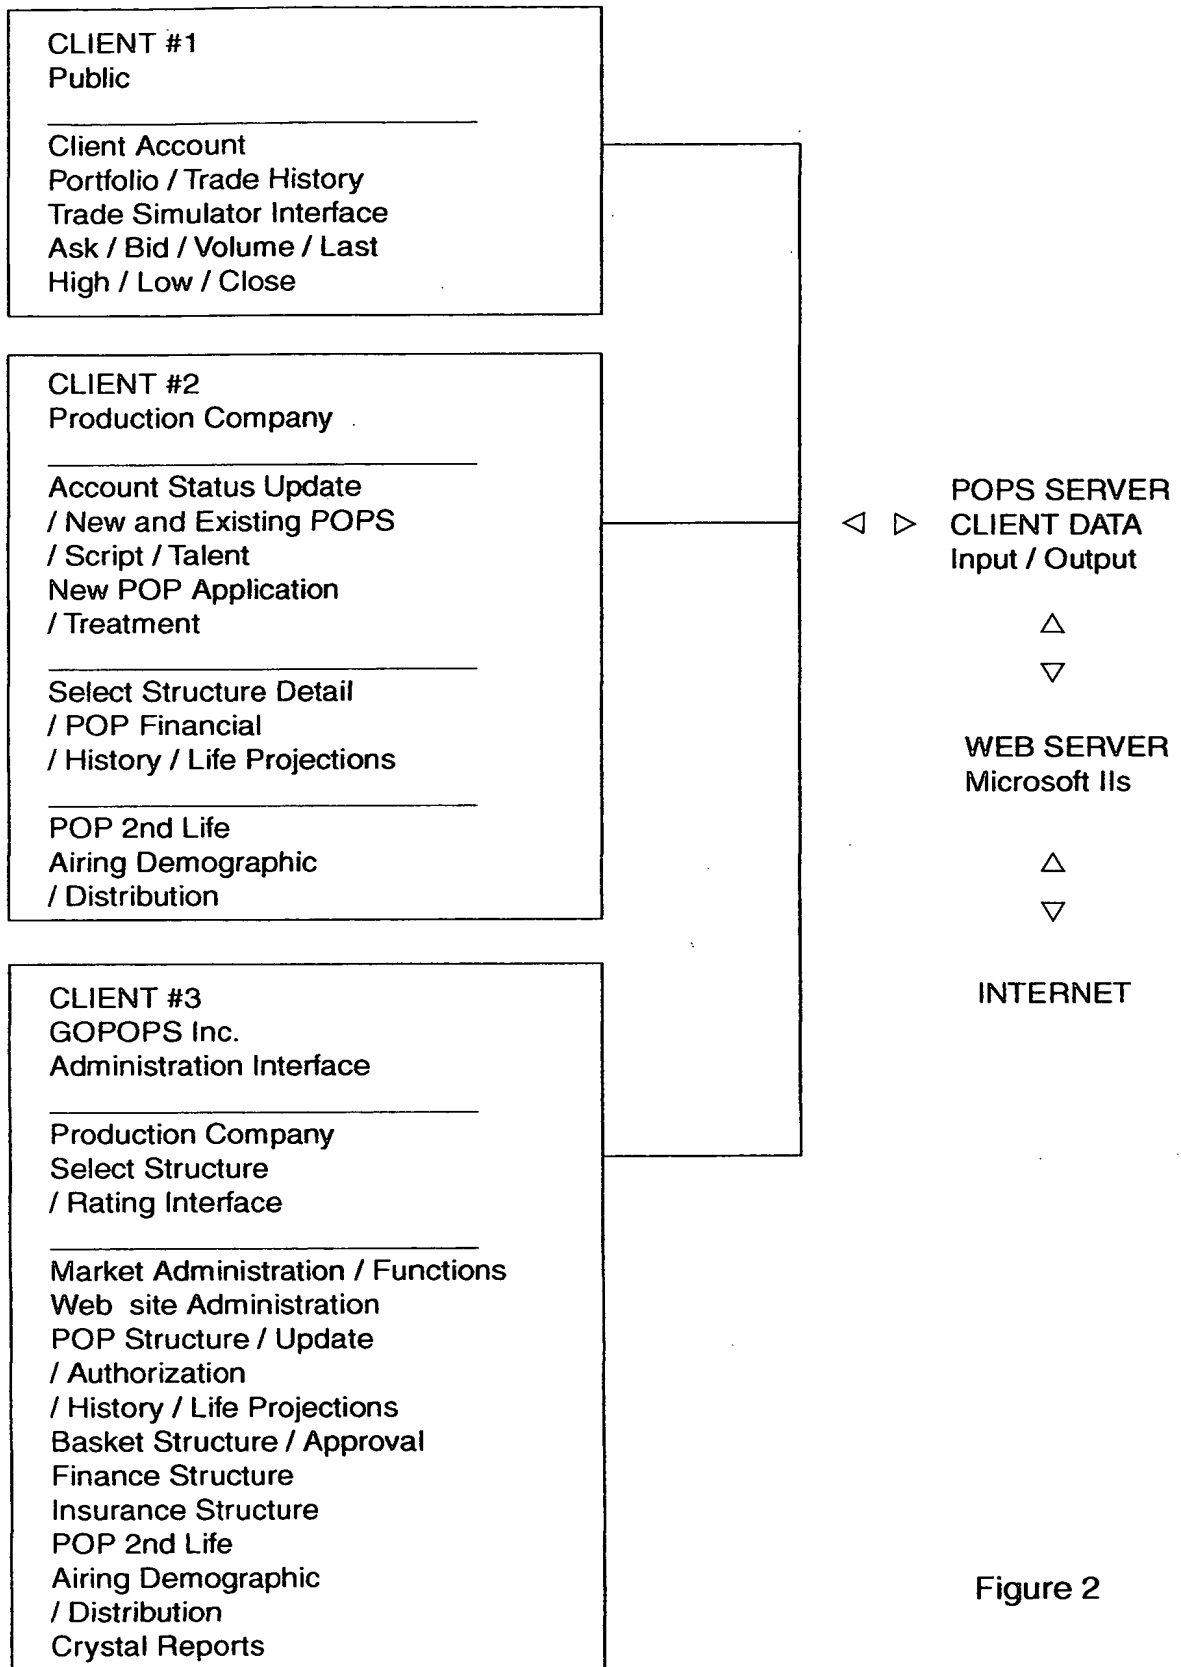 CLIENT #1
Public
Client Account
Portfolio / Trade History
Trade Simulator Interface
Ask / Bid / Volume / Last
High / Low / Close
CLIENT #2
Production Company
Account Status Update
/ New and Existing POPS
/ Script / Talent
New POP Application
/ Treatment
Select Structure Detail
/ POP Financial
/ History / Life Projections
POP 2nd Life
Airing Demographic
/ Distribution
CLIENT #3
GOPOPS Inc.
Administration Interface
Production Company
Select Structure
/ Rating Interface
Market Administration / Functions
Web site Administration
POP Structure / Update
/ Authorization
/ History / Life Projections
Basket Structure / Approval
Finance Structure
Insurance Structure
POP 2nd Life
Airing Demographic
/ Distribution
Crystal Reports
POPS SERVER
CLIENT DATA
Input / Output
WEB SERVER
Microsoft IIs
INTERNET
Figure 2